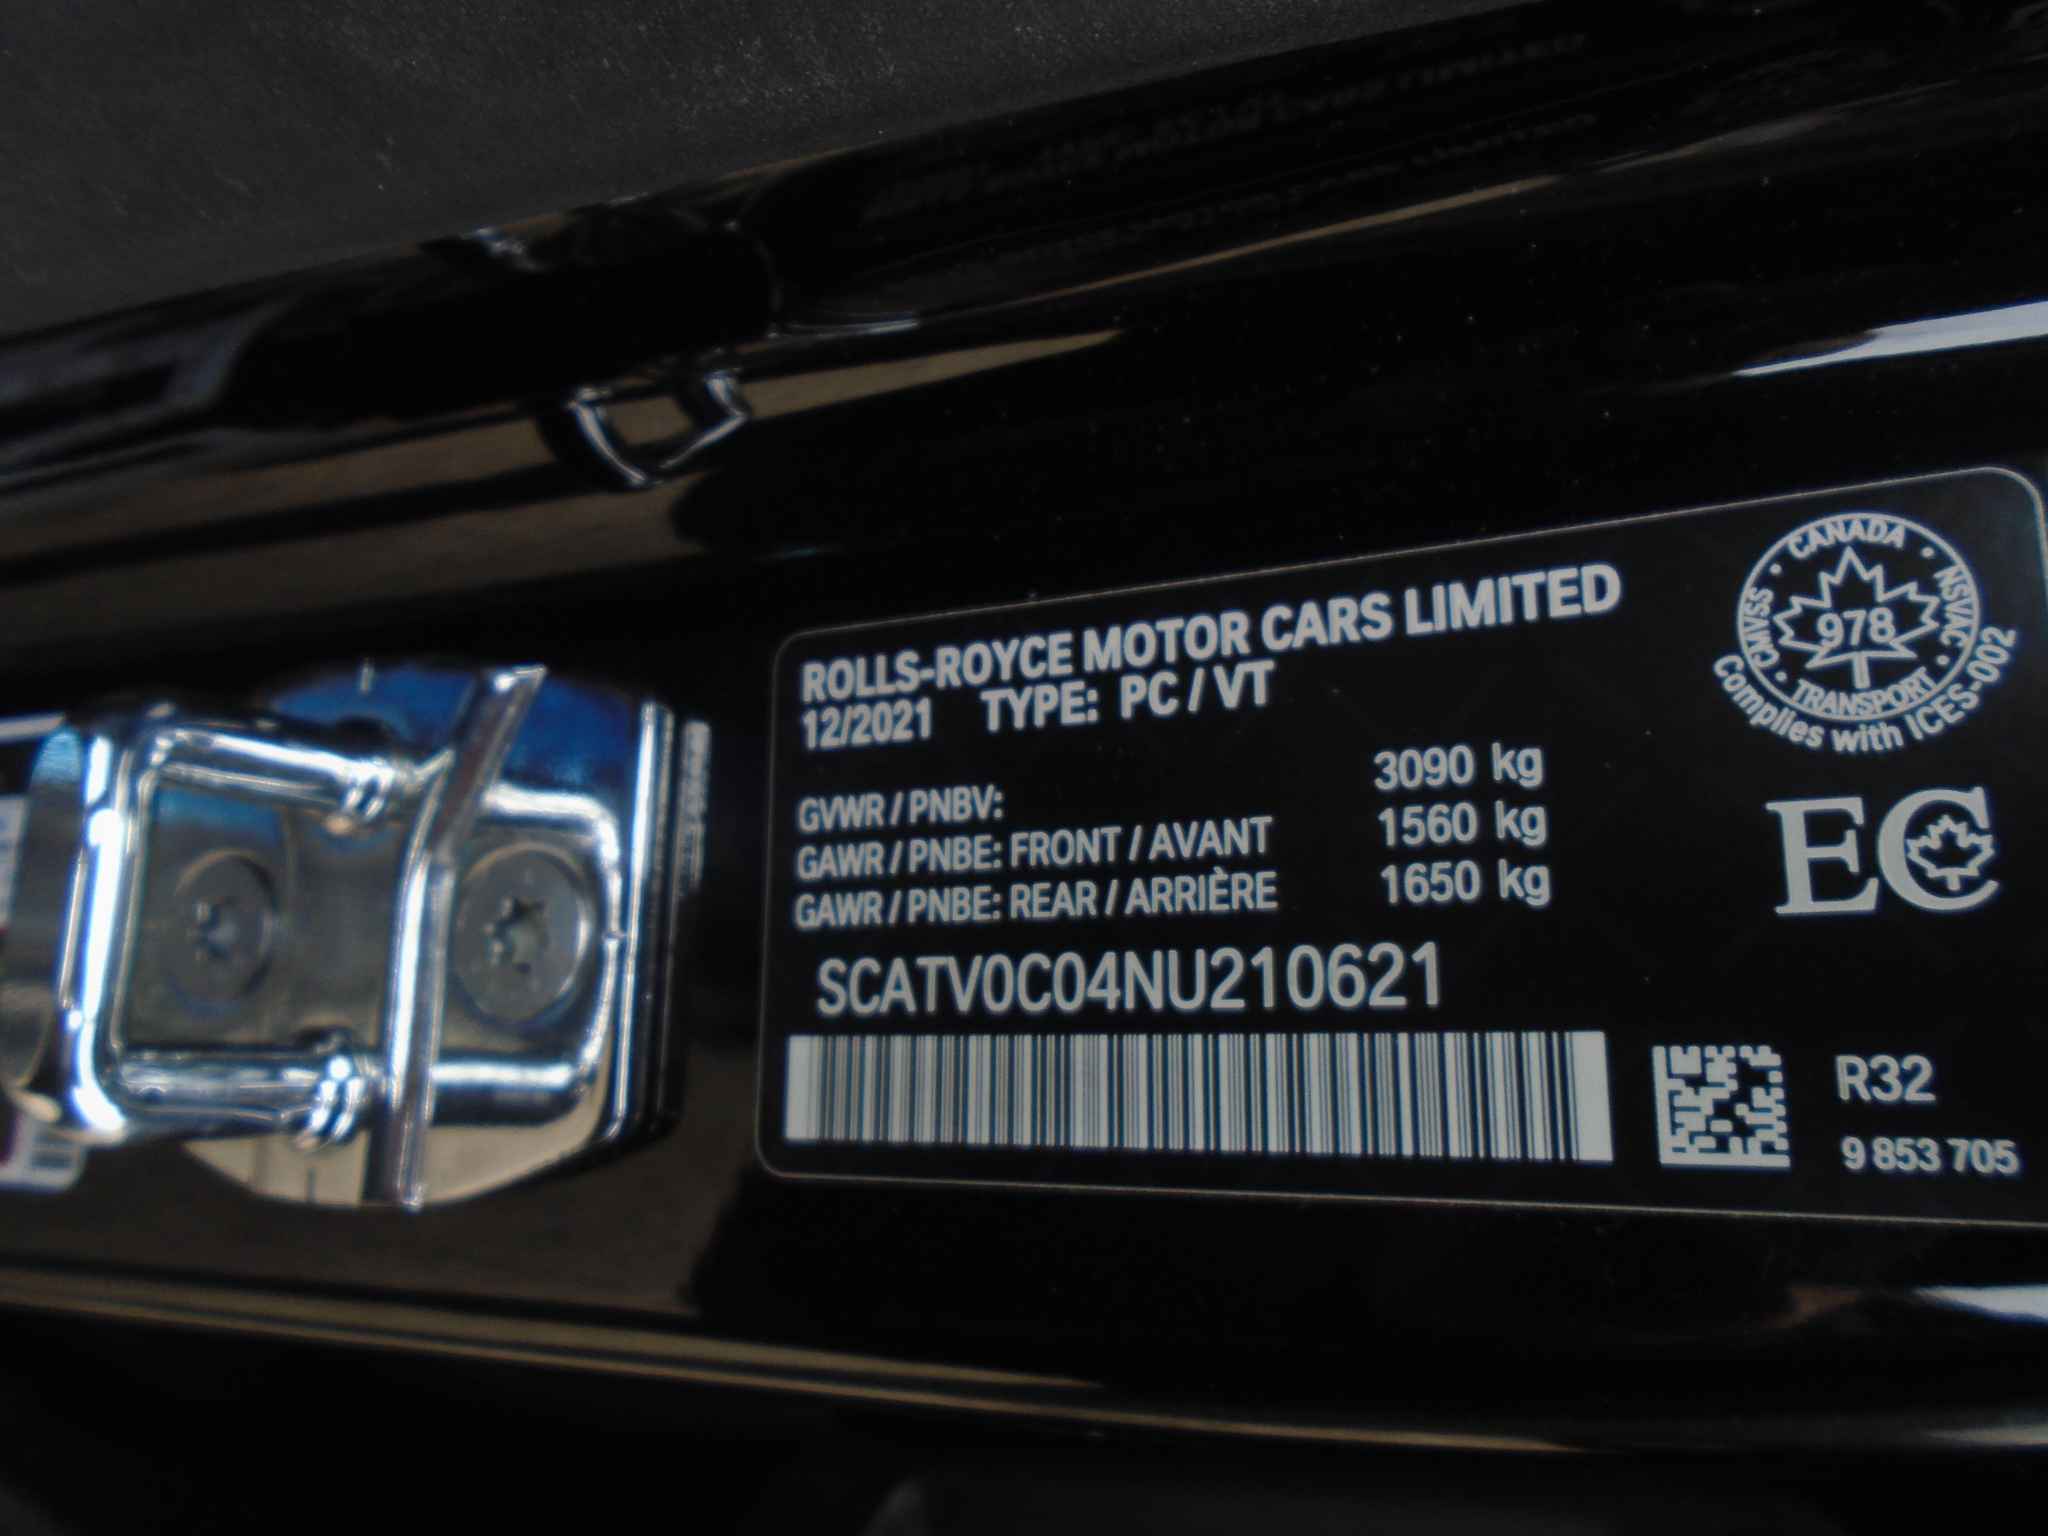 ROLLS-ROYCE MOTOR CARS LIMITED
12/2021 TYPE: PC / VT
GVWR / PNBV: 3090 kg
GAWR / PNBE: FRONT / AVANT 1560 kg
GAWR / PNBE: REAR / ARRIÈRE 1650 kg
SCATV0C04NU210621
CANADA
CMVSS • NSVAC
978
TRANSPORT
Complies with ICES-002
EC
R32
9 853 705